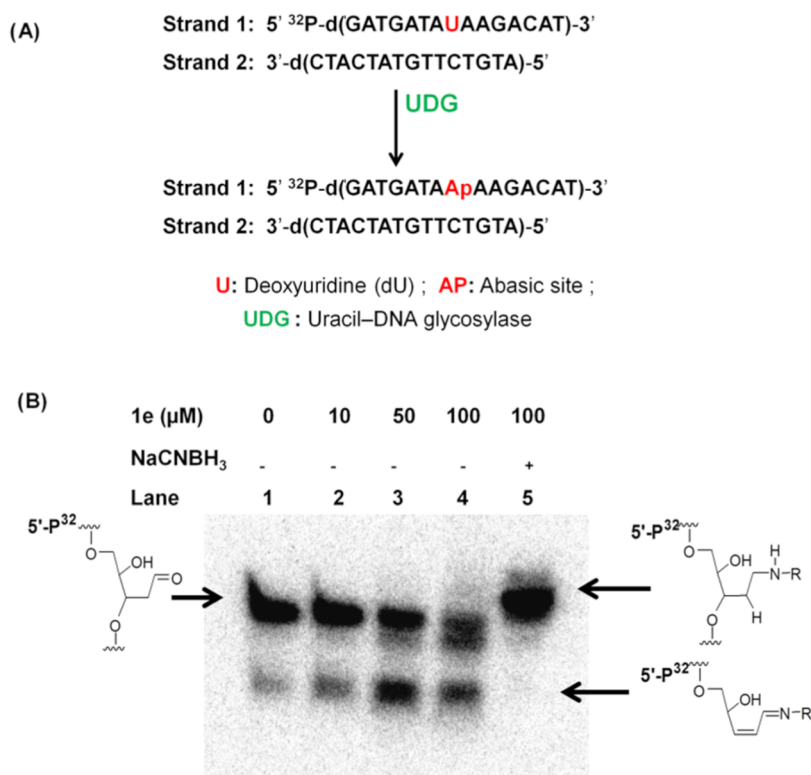 (A)
Strand 1: 5' ³²P-d(GATGATAUAAGACAT)-3'
Strand 2: 3'-d(CTACTATGTTCTGTA)-5'
UDG
Strand 1: 5' ³²P-d(GATGATAApAAGACAT)-3'
Strand 2: 3'-d(CTACTATGTTCTGTA)-5'
U: Deoxyuridine (dU) ; AP: Abasic site ;
UDG : Uracil–DNA glycosylase
(B)
1e (μM) 0 10 50 100 100
NaCNBH₃ - - - - +
Lane 1 2 3 4 5
5'-P³²
O
OH
O
O
5'-P³²
O
OH
H
N-R
O
H
5'-P³²
O
OH
N-R